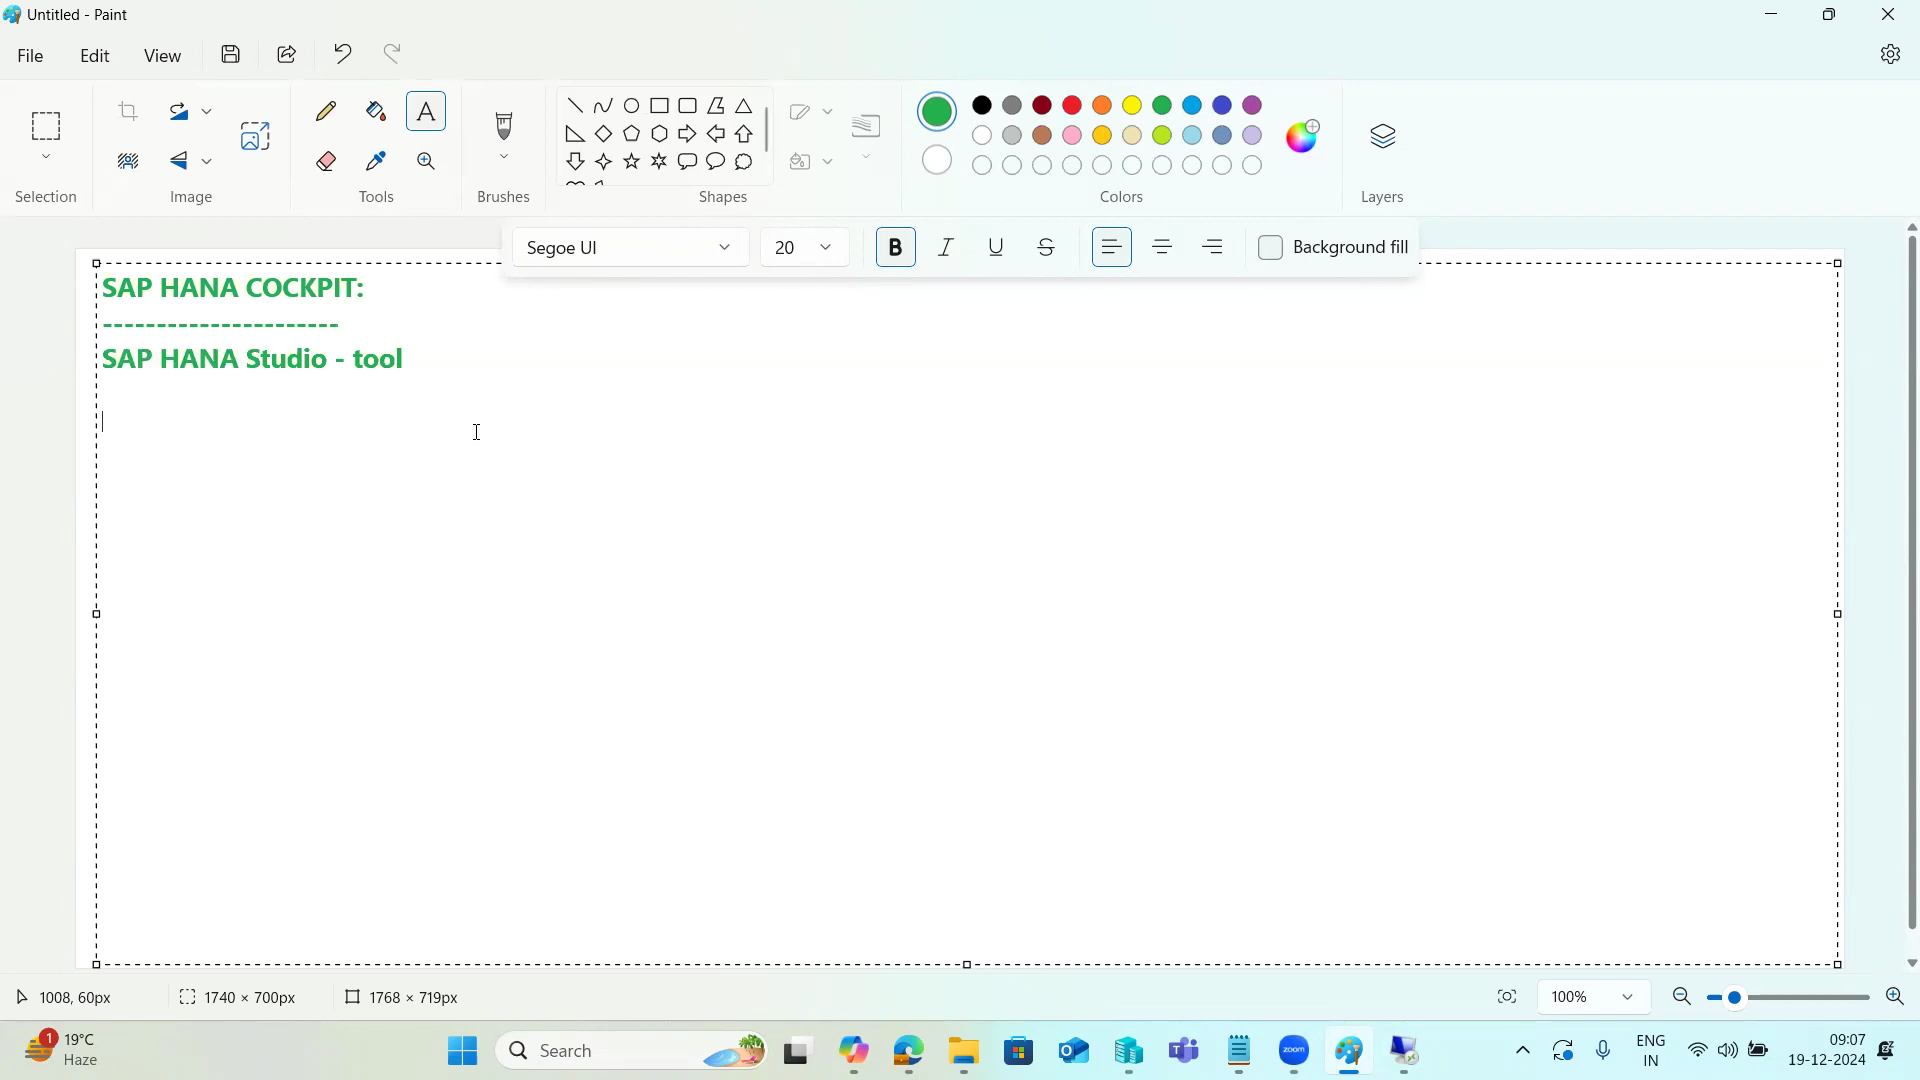 Untitled - Paint
File Edit View
Selection Image Tools Brushes Shapes Colors Layers
Segoe UI 20 B I U S Background fill
SAP HANA COCKPIT:
----------------------
SAP HANA Studio - tool
1008, 60px 1740 × 700px 1768 × 719px 100%
1 19°C
Haze
Search
zoom
ENG
IN
09:07
19-12-2024